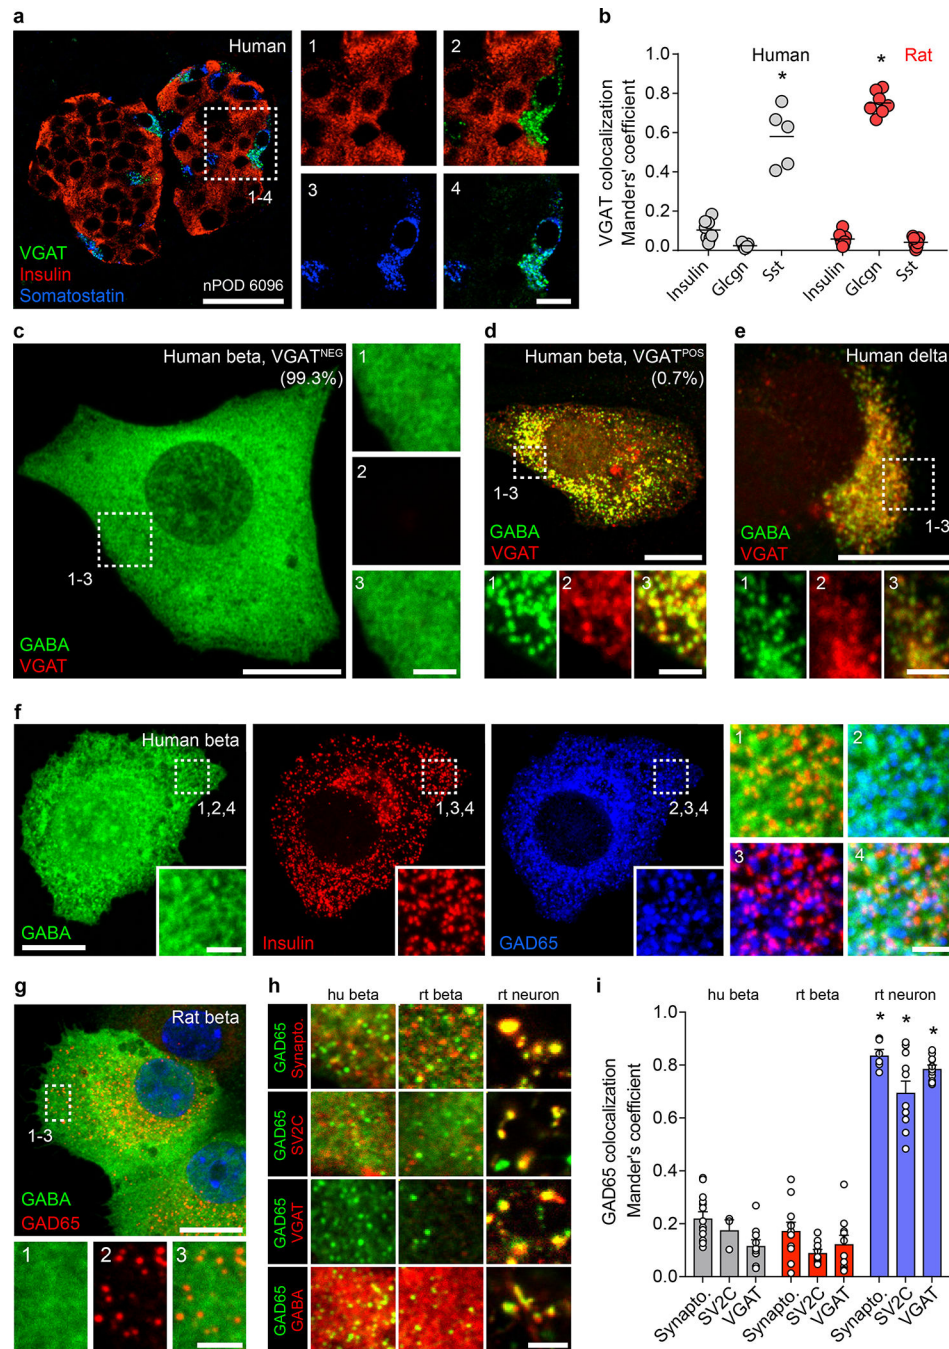 a
Human
1
2
3
4
1-4
VGAT
Insulin
Somatostatin
nPOD 6096
b
VGAT colocalization
Manders' coefficient
1.0
0.8
0.6
0.4
0.2
0.0
Human
Rat
*
*
Insulin
Glcgn
Sst
Insulin
Glcgn
Sst
c
Human beta, VGATNEG
(99.3%)
1-3
GABA
VGAT
1
2
3
d
Human beta, VGATPOS
(0.7%)
1-3
GABA
VGAT
1
2
3
e
Human delta
1-3
GABA
VGAT
1
2
3
f
Human beta
1,2,4
GABA
1,3,4
Insulin
2,3,4
GAD65
1
2
3
4
g
Rat beta
1-3
GABA
GAD65
1
2
3
h
hu beta
rt beta
rt neuron
GAD65
Synapto.
GAD65
SV2C
GAD65
VGAT
GAD65
GABA
i
hu beta
rt beta
rt neuron
GAD65 colocalization
Mander's coefficient
1.0
0.8
0.6
0.4
0.2
0.0
*
*
*
Synapto.
SV2C
VGAT
Synapto.
SV2C
VGAT
Synapto.
SV2C
VGAT